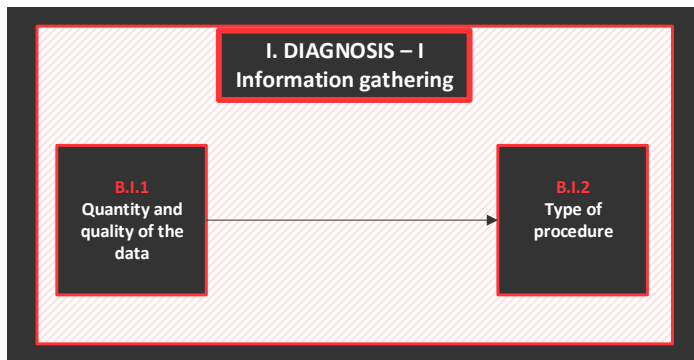 I. DIAGNOSIS – I
Information gathering
B.I.1
Quantity and
quality of the
data
B.I.2
Type of
procedure